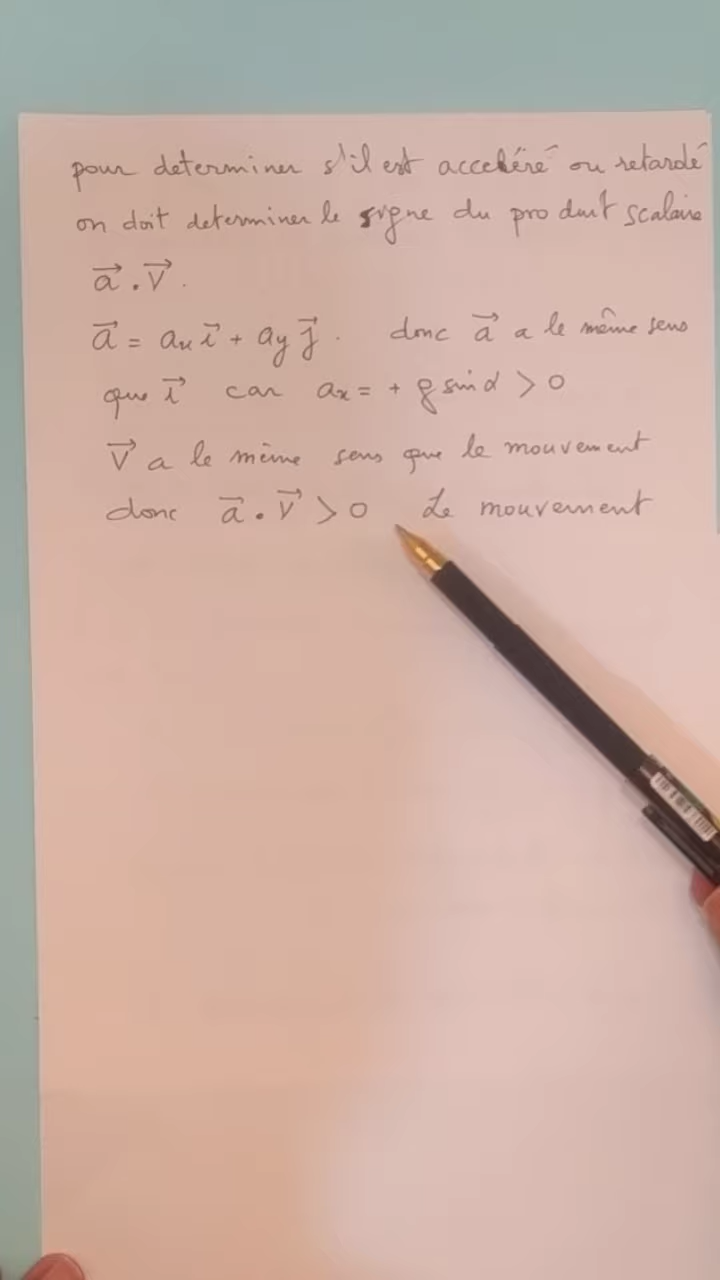 pour determiner s'il est accéléré ou retardé
on doit determiner le signe du produit scalaire
a⃗ . v⃗ .
a⃗ = ax i⃗ + ay j⃗ . donc a⃗ a le même sens
que i⃗ car ax = + g sin α > 0
v⃗ a le même sens que le mouvement
donc a⃗ . v⃗ > 0 Le mouvement